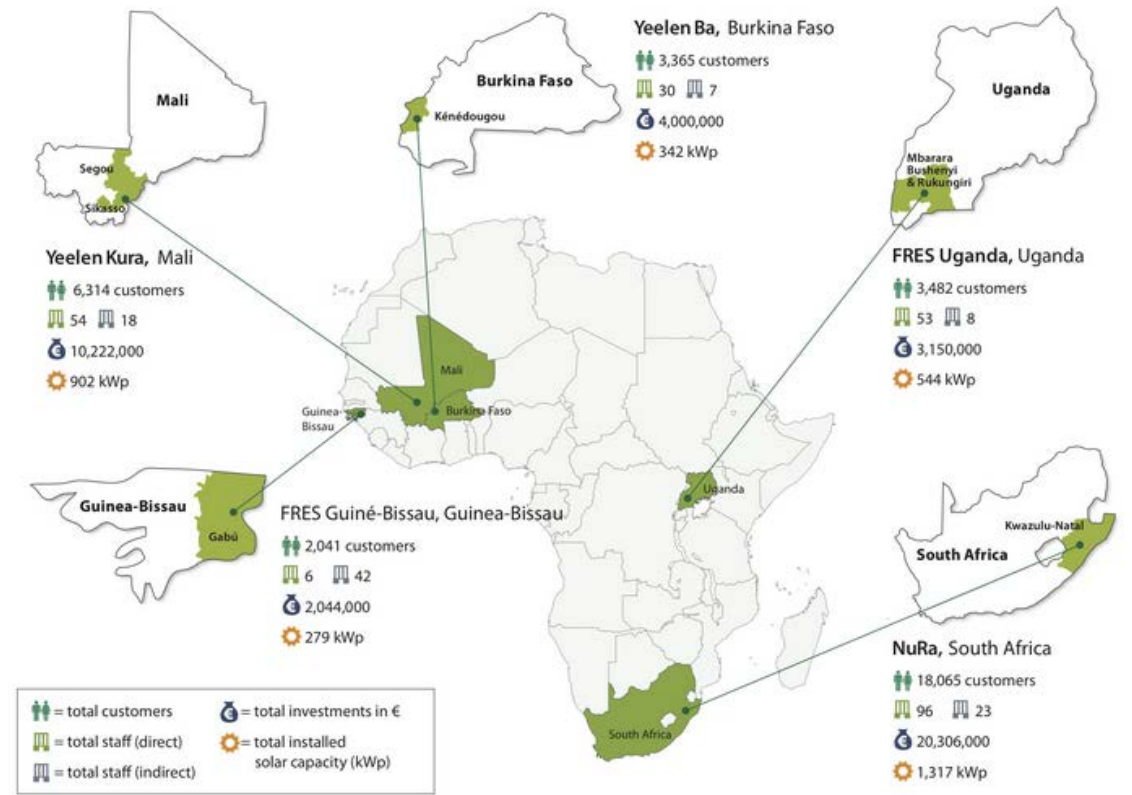 Mali
Segoú
Sikasso
Yeelen Kura, Mali
6,314 customers
54 18
10,222,000
902 kWp
Burkina Faso
Kénédougou
Yeelen Ba, Burkina Faso
3,365 customers
30 7
4,000,000
342 kWp
Uganda
Mbarara
Bushenyi
& Rukungiri
FRES Uganda, Uganda
3,482 customers
53 8
3,150,000
544 kWp
Mali
Burkina Faso
Guinea-
Bissau
Uganda
South Africa
Guinea-Bissau
Gabú
FRES Guiné-Bissau, Guinea-Bissau
2,041 customers
6 42
2,044,000
279 kWp
Kwazulu-Natal
South Africa
NuRa, South Africa
18,065 customers
96 23
20,306,000
1,317 kWp
= total customers
= total staff (direct)
= total staff (indirect)
€ = total investments in €
= total installed
solar capacity (kWp)